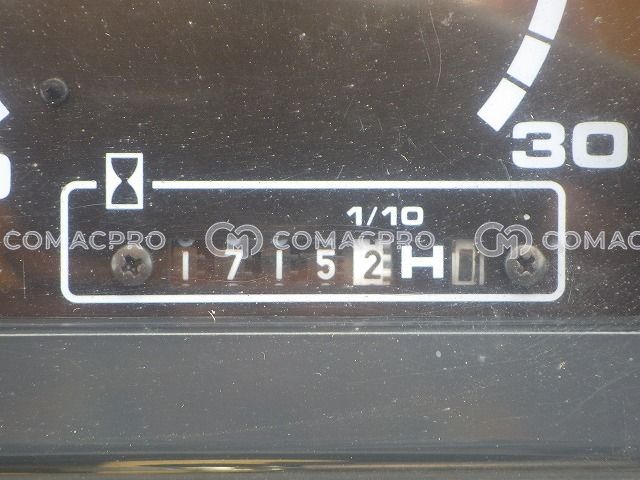 30
1/10
1 7 1 5 2 H
COMACPRO COMACPRO COMACPRO